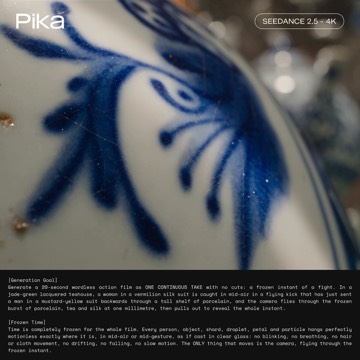 Pika
SEEDANCE 2.5 - 4K
[Generation Goal]
Generate a 20-second wordless action film as ONE CONTINUOUS TAKE with no cuts: a frozen instant of a fight. In a
jade-green lacquered teahouse, a woman in a vermilion silk suit is caught in mid-air in a flying kick that has just sent
a man in a mustard-yellow suit backwards through a tall shelf of porcelain, and the camera flies through the frozen
burst of porcelain, tea and silk at one millimetre, then pulls out to reveal the whole instant.
[Frozen Time]
Time is completely frozen for the whole film. Every person, object, shard, droplet, petal and particle hangs perfectly
motionless exactly where it is, in mid-air or mid-gesture, as if cast in clear glass: no blinking, no breathing, no hair
or cloth movement, no drifting, no falling, no slow motion. The ONLY thing that moves is the camera, flying through the
frozen instant.